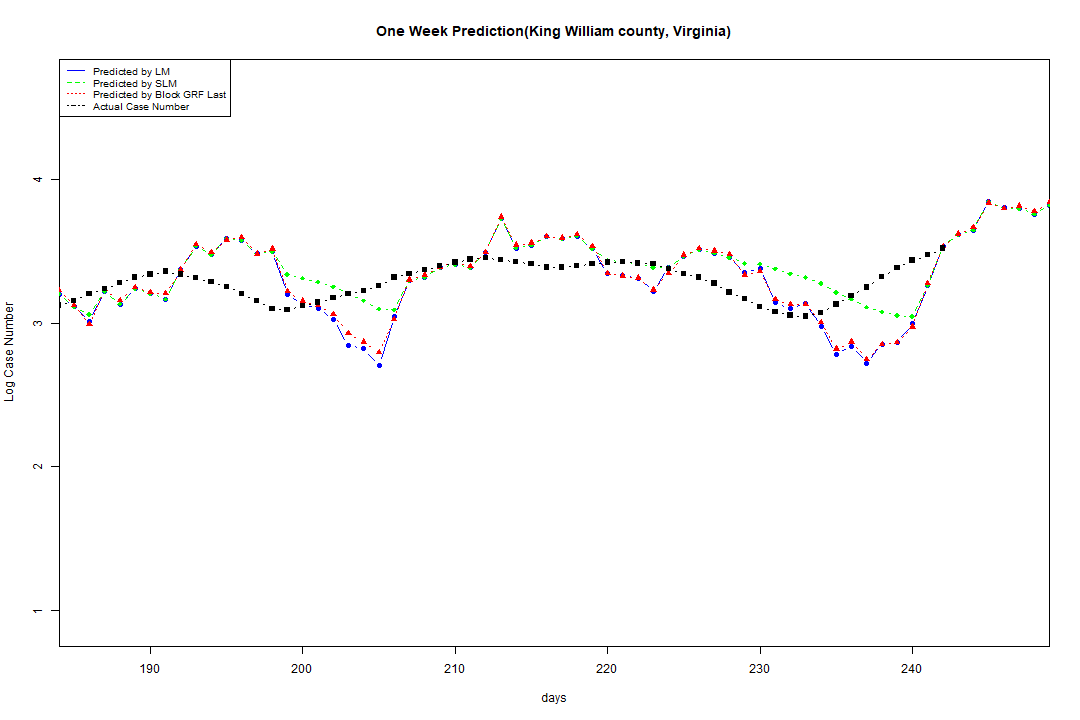 One Week Prediction(King William county, Virginia)
Predicted by LM
Predicted by SLM
Predicted by Block GRF Last
Actual Case Number
4
3
2
1
Log Case Number
190 200 210 220 230 240
days